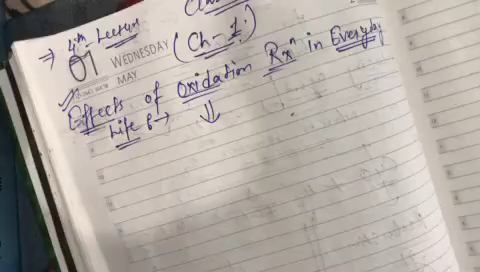 ⇒ 4th Lecture
(Ch-1.
01 WEDNESDAY
MAY
Effects of Oxidation Rxn in Everyday
Life :→